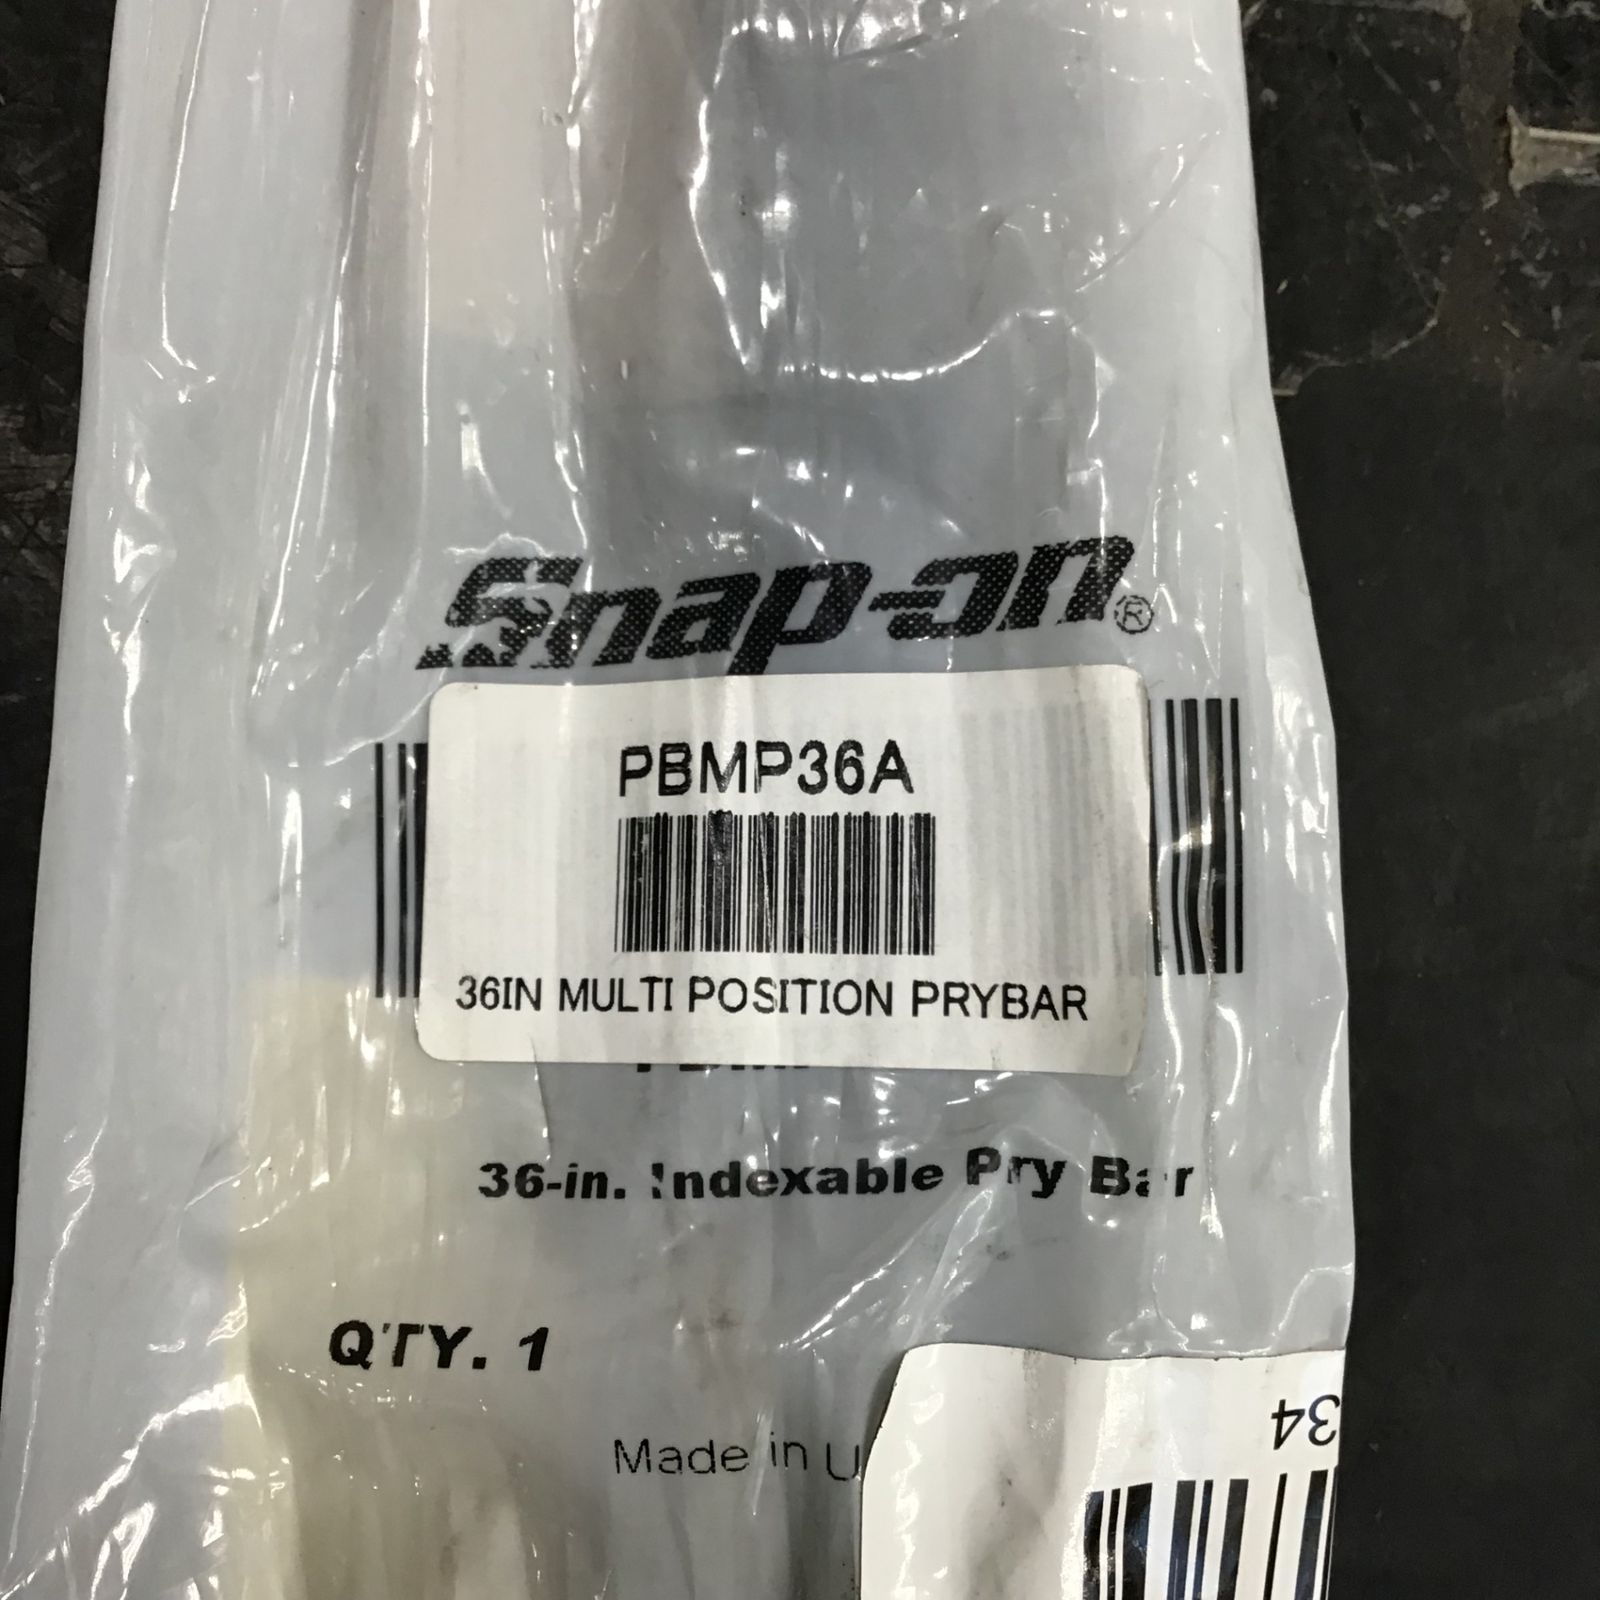 Snap-on®
PBMP36A
36IN MULTI POSITION PRYBAR
36-in. Indexable Pry Bar
QTY. 1
Made in U
34